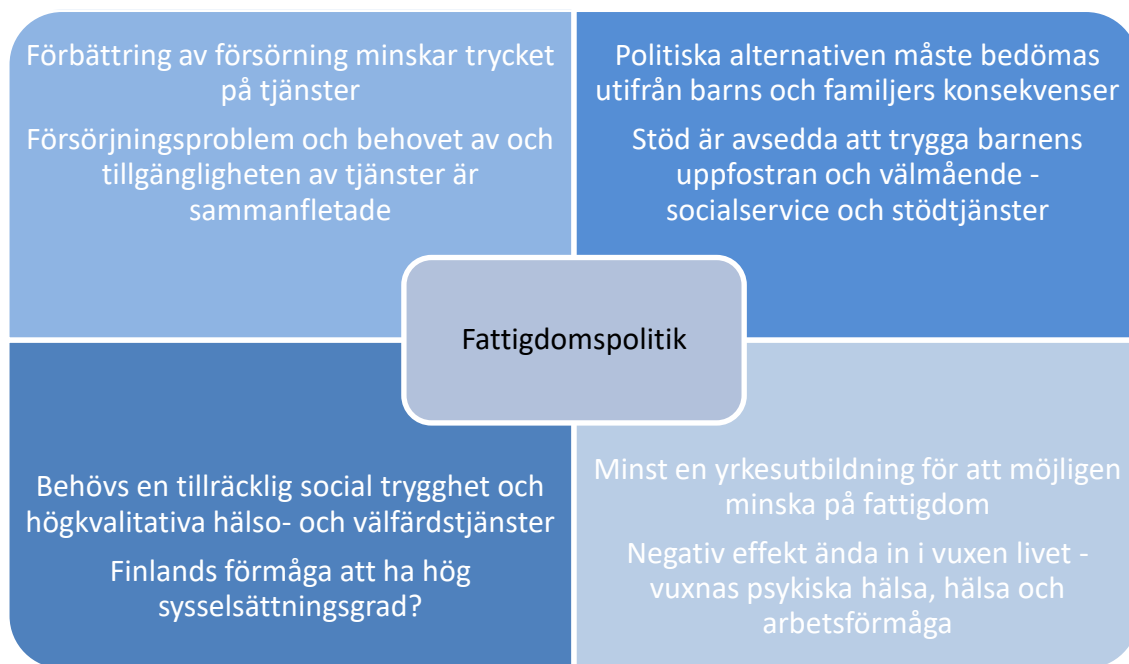 Förbättring av försörning minskar trycket
på tjänster
Försörjningsproblem och behovet av och
tillgängligheten av tjänster är
sammanfletade
Politiska alternativen måste bedömas
utifrån barns och familjers konsekvenser
Stöd är avsedda att trygga barnens
uppfostran och välmående -
socialservice och stödtjänster
Fattigdomspolitik
Behövs en tillräcklig social trygghet och
högkvalitativa hälso- och välfärdstjänster
Finlands förmåga att ha hög
sysselsättningsgrad?
Minst en yrkesutbildning för att möjligen
minska på fattigdom
Negativ effekt ända in i vuxen livet -
vuxnas psykiska hälsa, hälsa och
arbetsförmåga